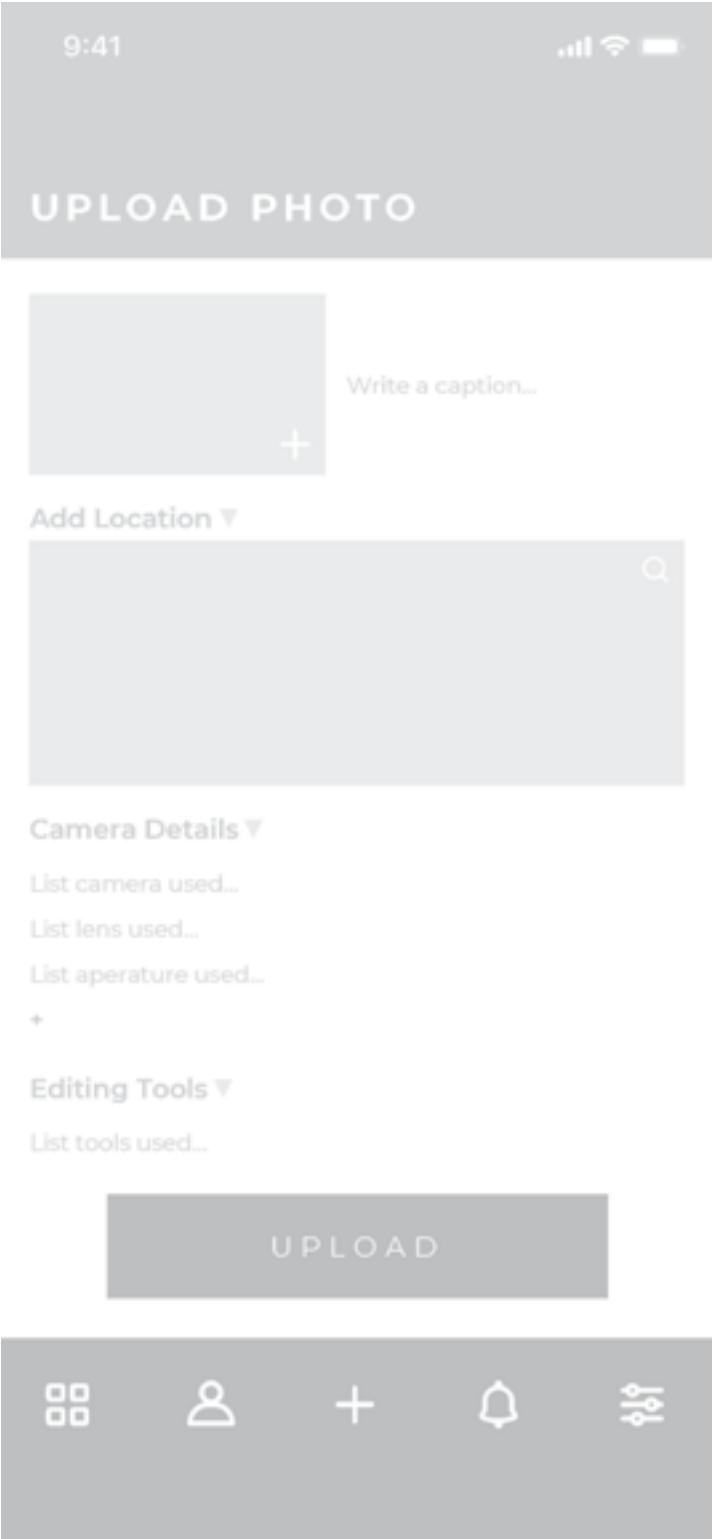 9:41
UPLOAD PHOTO
Write a caption...
Add Location ▼
Camera Details ▼
List camera used...
List lens used...
List aperature used...
+
Editing Tools ▼
List tools used...
UPLOAD